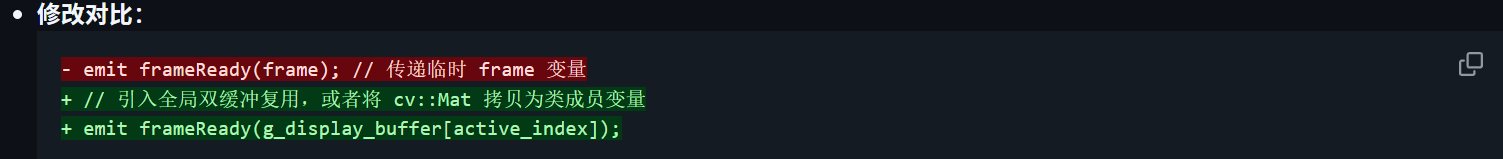 • 修改对比：
- emit frameReady(frame); // 传递临时 frame 变量
+ // 引入全局双缓冲复用，或者将 cv::Mat 拷贝为类成员变量
+ emit frameReady(g_display_buffer[active_index]);